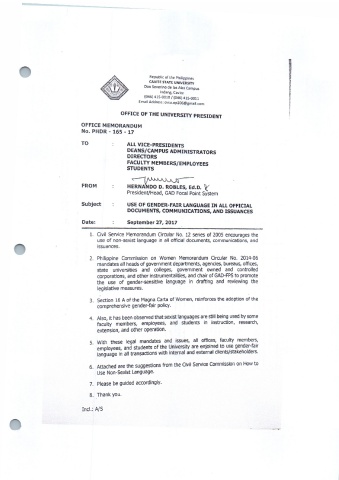 Republic of the Philippines
CAVITE STATE UNIVERSITY
Don Severino de las Alas Campus
Indang, Cavite
(046) 415-0010 / (046) 415-0011
OFFICE OF THE UNIVERSITY PRESIDENT
OFFICE MEMORANDUM
No. PHDR - 165 - 17
TO : ALL VICE-PRESIDENTS
DEANS/CAMPUS ADMINISTRATORS
DIRECTORS
FACULTY MEMBERS/EMPLOYEES
STUDENTS
FROM : HERNANDO D. ROBLES, Ed.D.
President/Head, GAD Focal Point System
Subject : USE OF GENDER-FAIR LANGUAGE IN ALL OFFICIAL
DOCUMENTS, COMMUNICATIONS, AND ISSUANCES
Date: : September 27, 2017
1. Civil Service Memorandum Circular No. 12 series of 2005 encourages the
use of non-sexist language in all official documents, communications, and
issuances.
2. Philippine Commission on Women Memorandum Circular No. 2014-06
mandates all heads of government departments, agencies, bureaus, offices,
state universities and colleges, government owned and controlled
corporations, and other instrumentalities, and chair of GAD-FPS to promote
the use of gender-sensitive language in drafting and reviewing the
legislative measures.
3. Section 18 A of the Magna Carta of Women, reinforces the adoption of the
comprehensive gender-fair policy.
4. Also, it has been observed that sexist languages are still being used by some
faculty members, employees, and students in instruction, research,
extension, and other operation.
5. With these legal mandates and issues, all offices, faculty members,
employees, and students of the University are enjoined to use gender-fair
language in all transactions with internal and external clients/stakeholders.
6. Attached are the suggestions from the Civil Service Commission on How to
Use Non-Sexist Language.
7. Please be guided accordingly.
8. Thank you.
Incl.: A/S